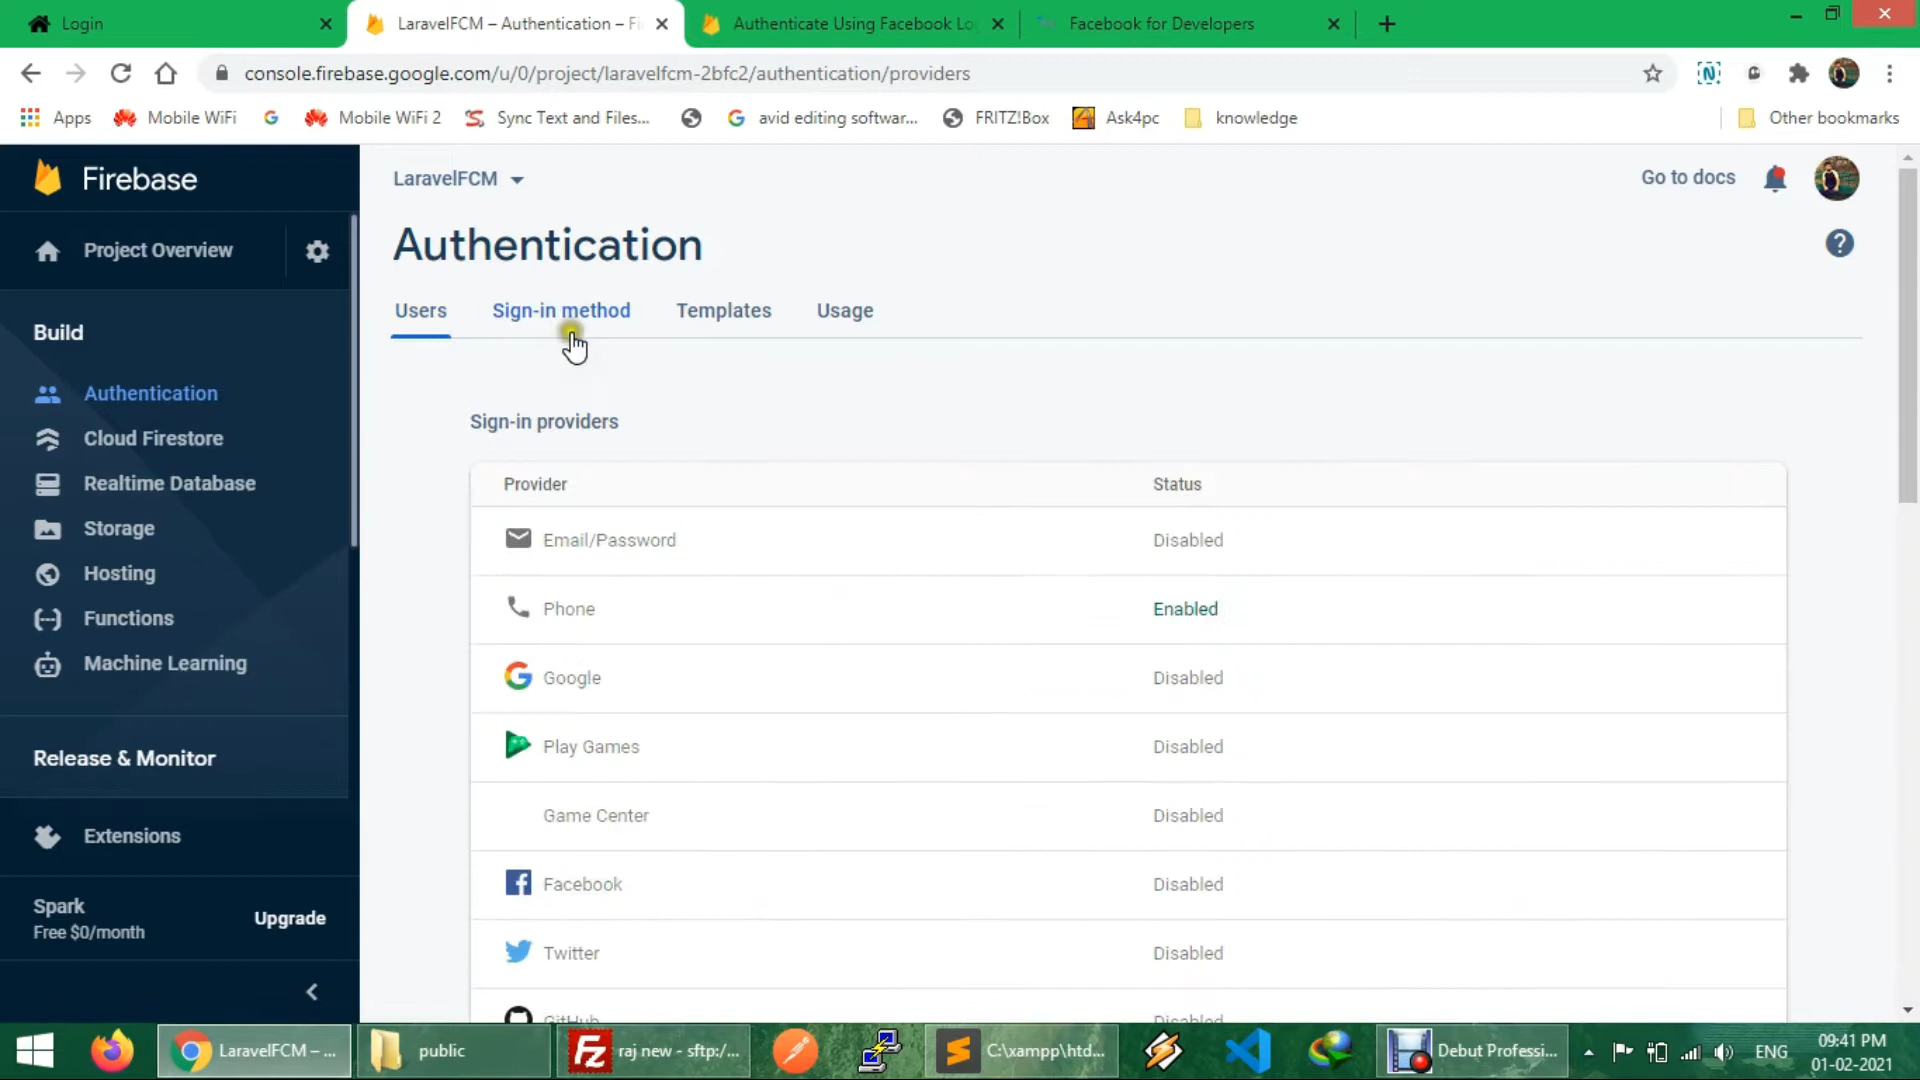 Login
LaravelFCM – Authentication – Fi
Authenticate Using Facebook Lo
Facebook for Developers
console.firebase.google.com/u/0/project/laravelfcm-2bfc2/authentication/providers
Apps
Mobile WiFi
Mobile WiFi 2
Sync Text and Files...
avid editing softwar...
FRITZ!Box
Ask4pc
knowledge
Other bookmarks
Firebase
LaravelFCM
Go to docs
Project Overview
Authentication
Users
Sign-in method
Templates
Usage
Build
Authentication
Cloud Firestore
Realtime Database
Storage
Hosting
Functions
Machine Learning
Release & Monitor
Extensions
Spark
Free $0/month
Upgrade
Sign-in providers
Provider
Status
Email/Password
Disabled
Phone
Enabled
Google
Disabled
Play Games
Disabled
Game Center
Disabled
Facebook
Disabled
Twitter
Disabled
GitHub
Disabled
LaravelFCM – ...
public
raj new - sftp:/...
C:\xampp\htd...
Debut Professi...
ENG
09:41 PM
01-02-2021